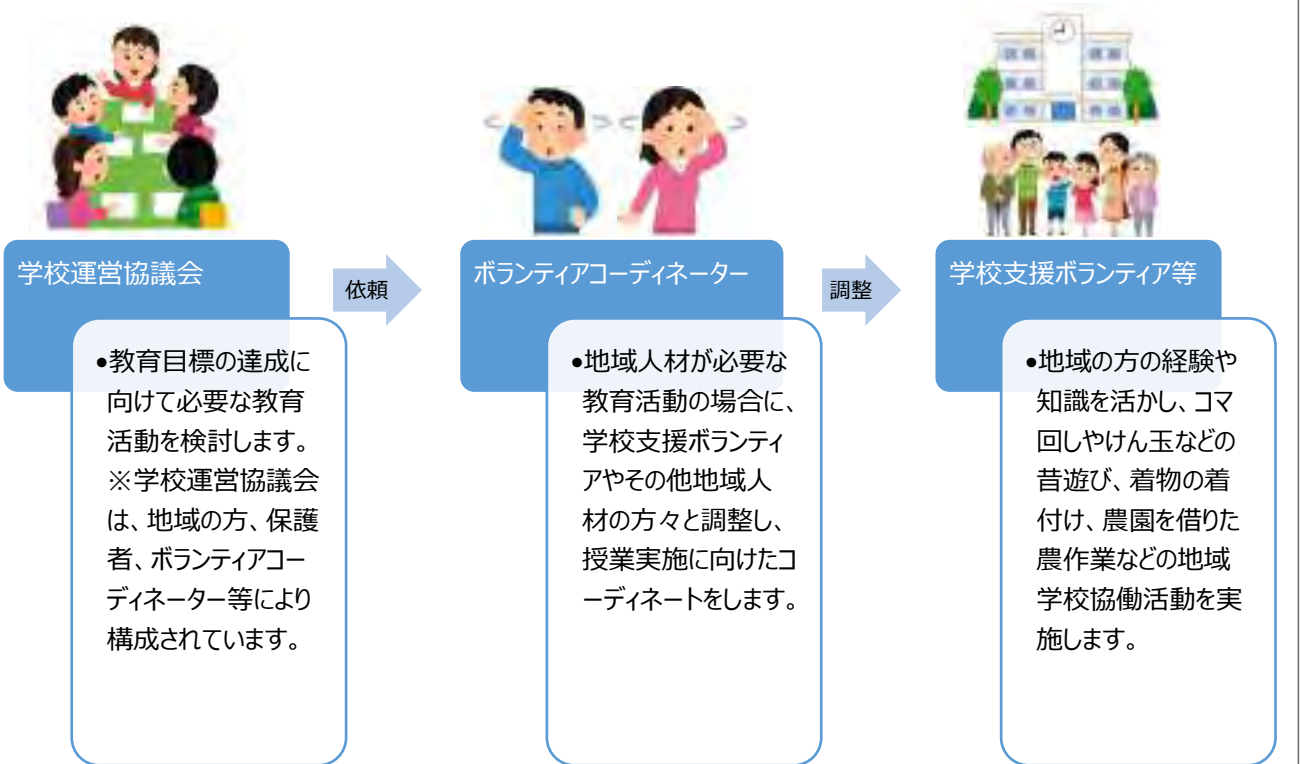 学校運営協議会
•教育目標の達成に
向けて必要な教育
活動を検討します。
※学校運営協議会
は、地域の方、保護
者、ボランティアコー
ディネーター等により
構成されています。
依頼
ボランティアコーディネーター
•地域人材が必要な
教育活動の場合に、
学校支援ボランティ
アやその他地域人
材の方々と調整し、
授業実施に向けたコ
ーディネートをします。
調整
学校支援ボランティア等
•地域の方の経験や
知識を活かし、コマ
回しやけん玉などの
昔遊び、着物の着
付け、農園を借りた
農作業などの地域
学校協働活動を実
施します。